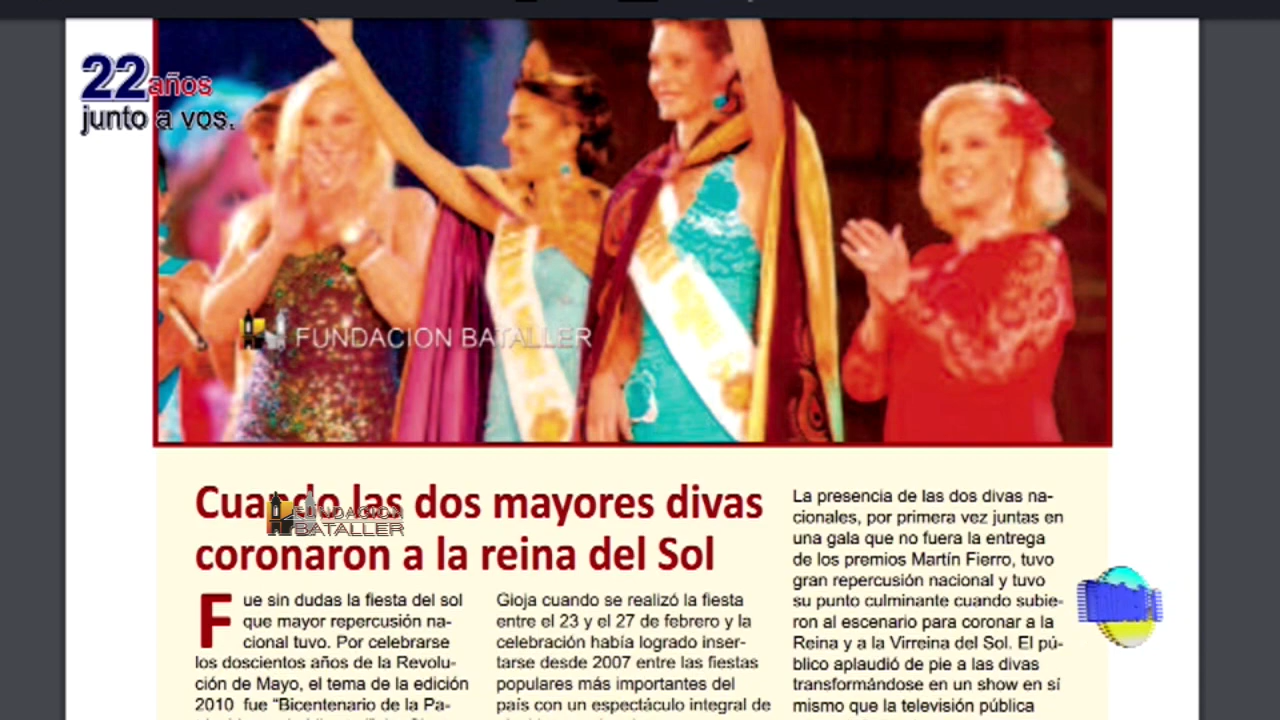 22 años
junto a vos.
FUNDACION BATALLER
Cuando las dos mayores divas
coronaron a la reina del Sol
FUNDACION
BATALLER
Fue sin dudas la fiesta del sol
que mayor repercusión na-
cional tuvo. Por celebrarse
los doscientos años de la Revolu-
ción de Mayo, el tema de la edición
2010 fue “Bicentenario de la Pa-
Gioja cuando se realizó la fiesta
entre el 23 y el 27 de febrero y la
celebración había logrado inser-
tarse desde 2007 entre las fiestas
populares más importantes del
país con un espectáculo integral de
La presencia de las dos divas na-
cionales, por primera vez juntas en
una gala que no fuera la entrega
de los premios Martín Fierro, tuvo
gran repercusión nacional y tuvo
su punto culminante cuando subie-
ron al escenario para coronar a la
Reina y a la Virreina del Sol. El pú-
blico aplaudió de pie a las divas
transformándose en un show en sí
mismo que la televisión pública